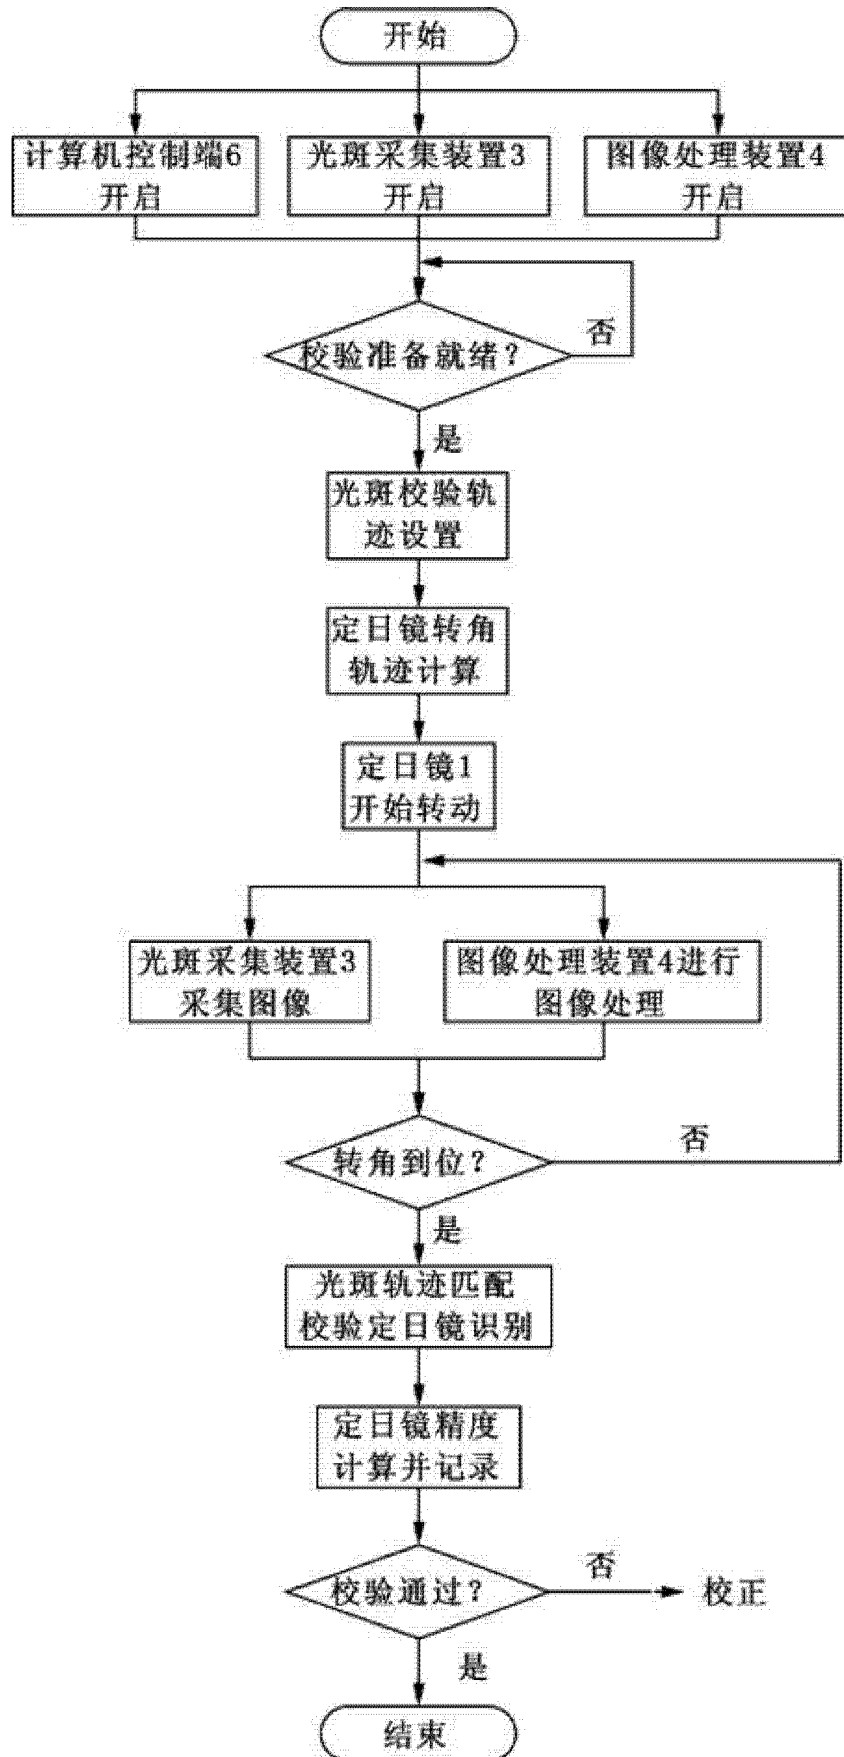 开始
计算机控制端6
开启
光斑采集装置3
开启
图像处理装置4
开启
否
校验准备就绪？
是
光斑校验轨
迹设置
定日镜转角
轨迹计算
定日镜1
开始转动
光斑采集装置3
采集图像
图像处理装置4进行
图像处理
否
转角到位？
是
光斑轨迹匹配
校验定日镜识别
定日镜精度
计算并记录
否
校验通过？
校正
是
结束